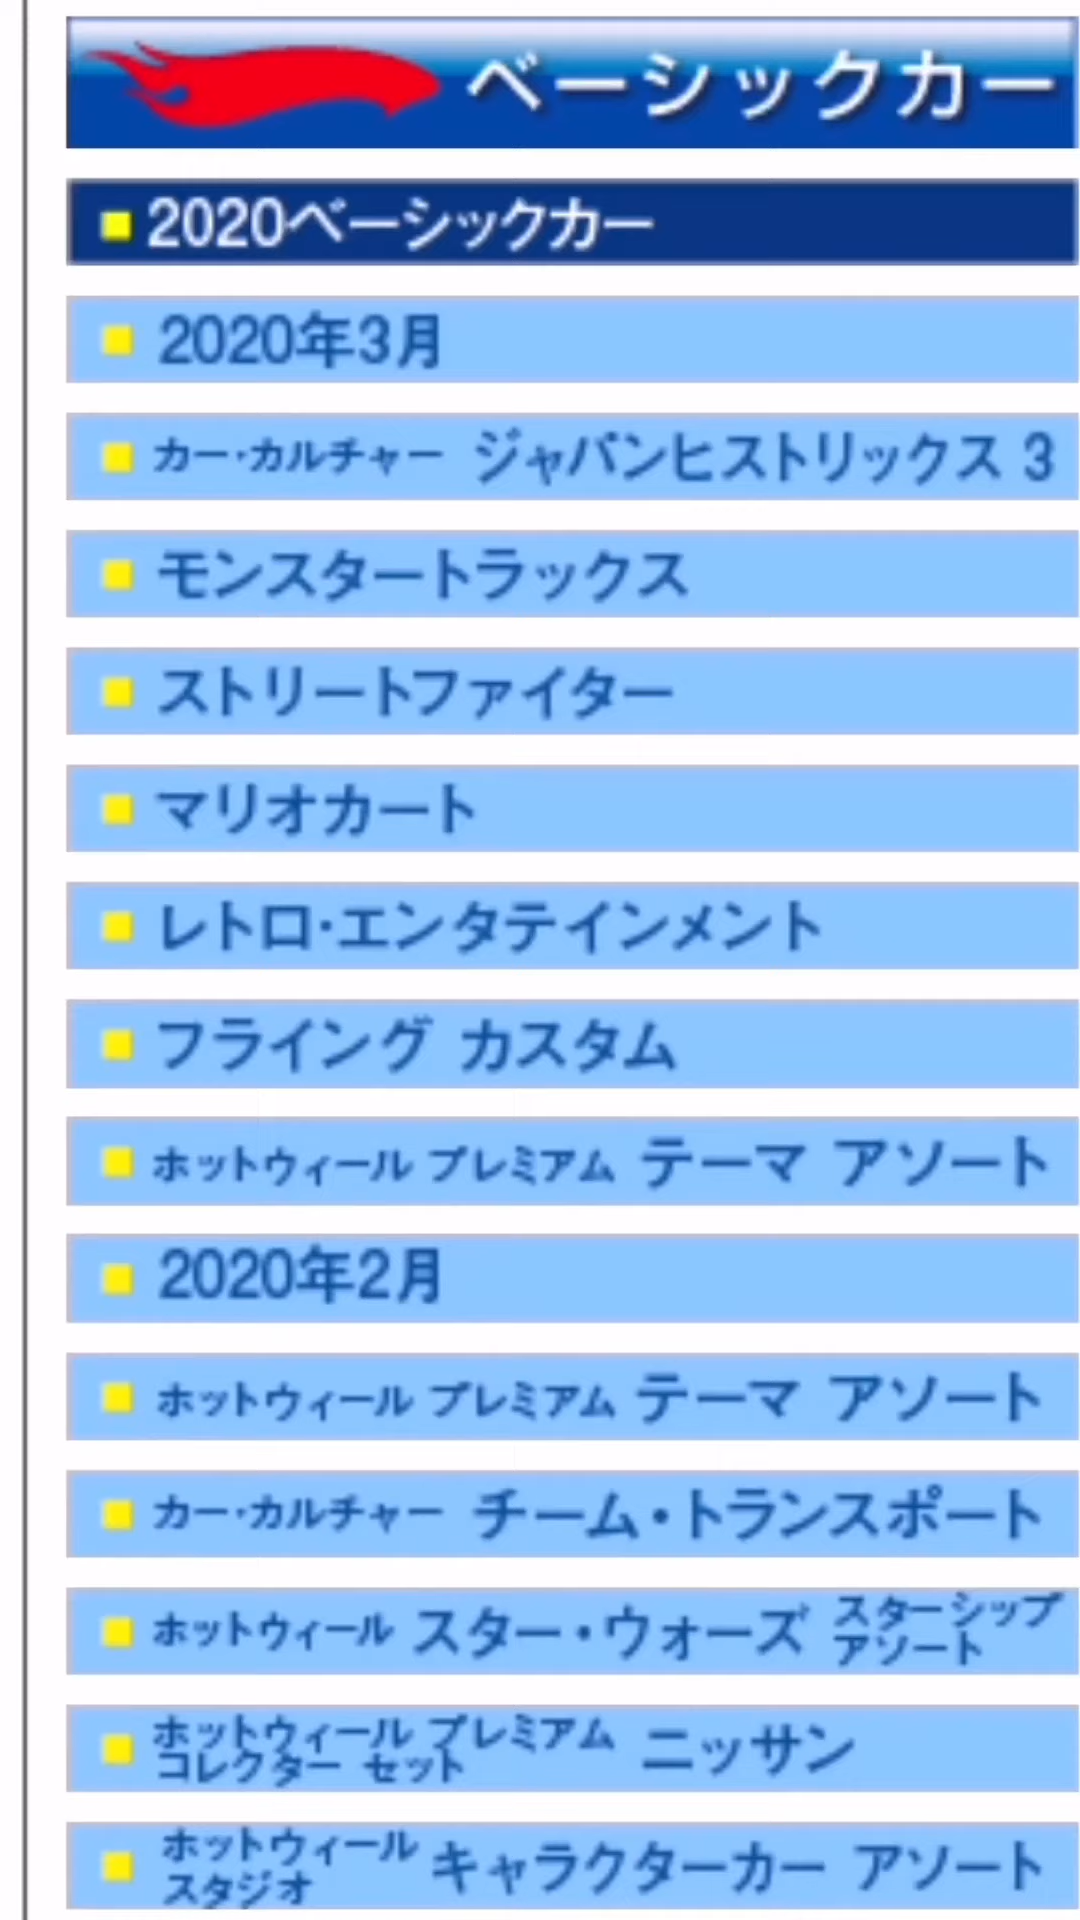 ベーシックカー
2020ベーシックカー
2020年3月
カー・カルチャー ジャパンヒストリックス 3
モンスタートラックス
ストリートファイター
マリオカート
レトロ・エンタテインメント
フライング カスタム
ホットウィール プレミアム テーマ アソート
2020年2月
ホットウィール プレミアム テーマ アソート
カー・カルチャー チーム・トランスポート
ホットウィール スター・ウォーズ スターシップ
アソート
ホットウィール プレミアム
コレクター セット ニッサン
ホットウィール
スタジオ キャラクターカー アソート